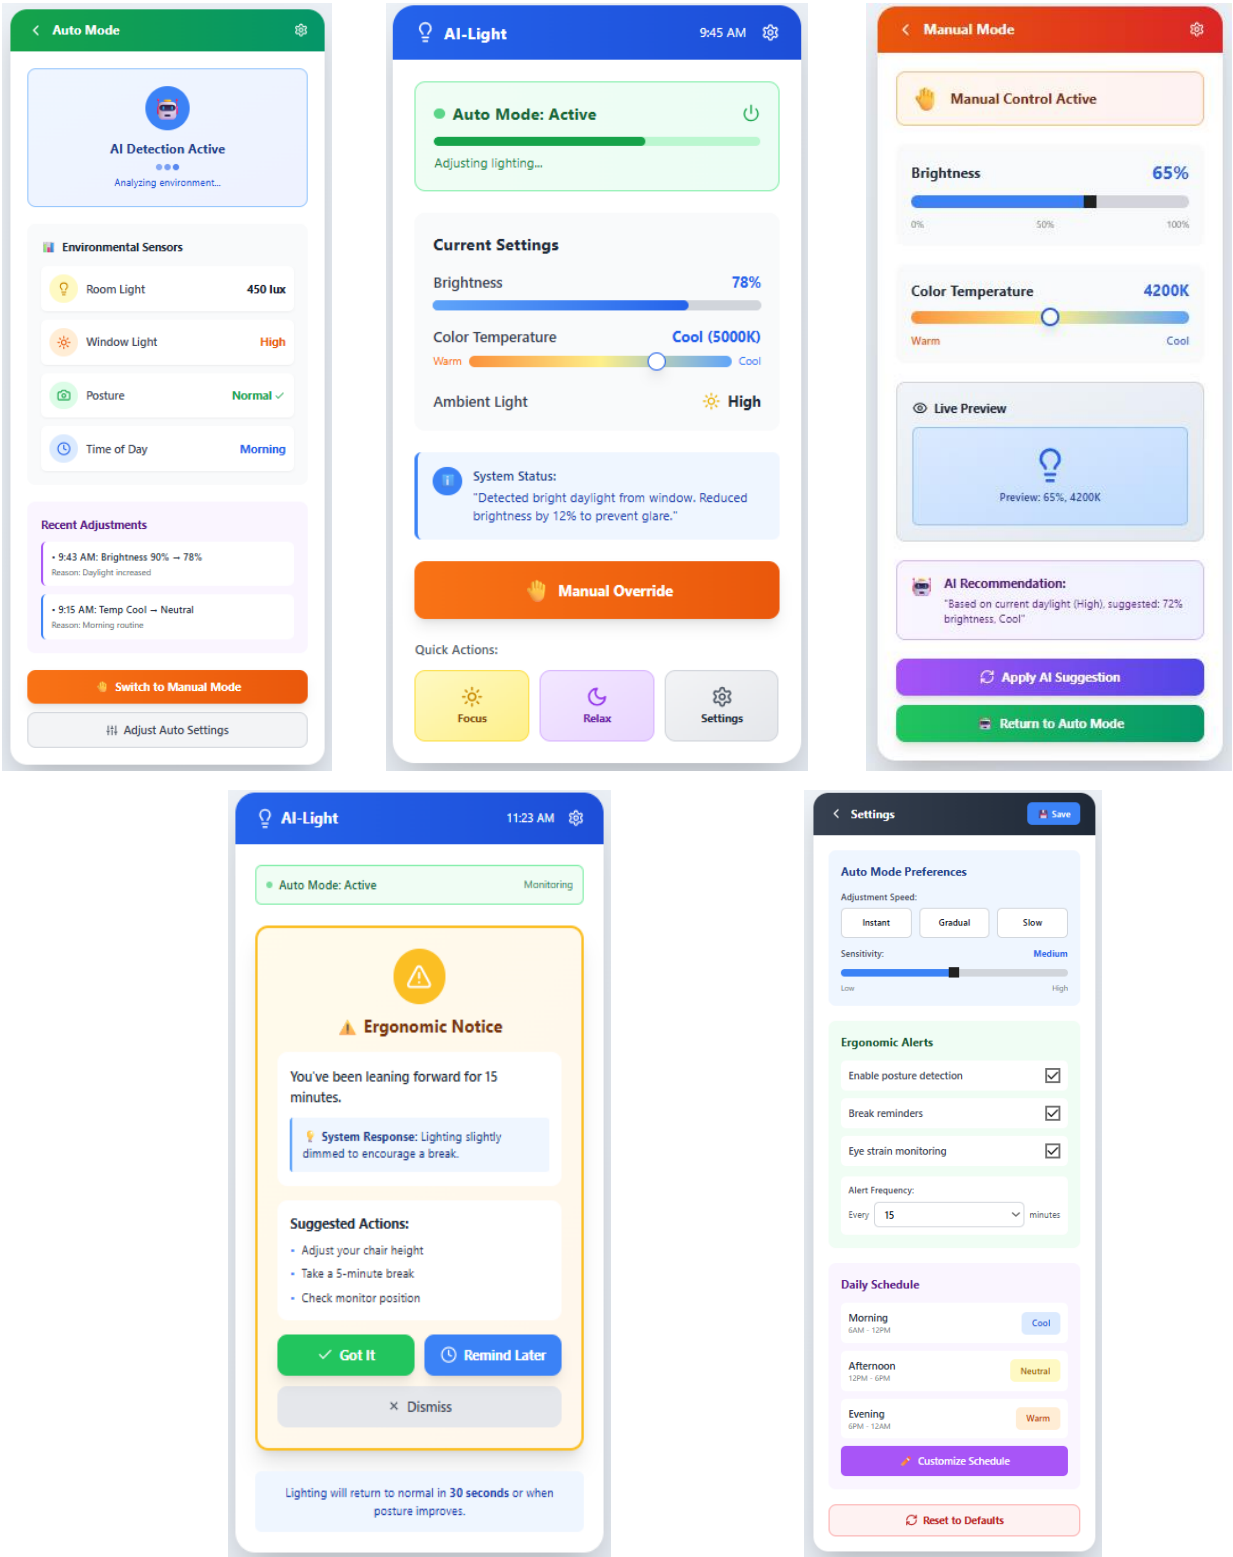 Auto Mode
AI Detection Active
Analyzing environment...
Environmental Sensors
Room Light 450 lux
Window Light High
Posture Normal ✓
Time of Day Morning
Recent Adjustments
• 9:43 AM: Brightness 90% → 78%
Reason: Daylight increased
• 9:15 AM: Temp Cool → Neutral
Reason: Morning routine
Switch to Manual Mode
Adjust Auto Settings
AI-Light 9:45 AM
Auto Mode: Active
Adjusting lighting...
Current Settings
Brightness 78%
Color Temperature Cool (5000K)
Warm Cool
Ambient Light High
System Status:
"Detected bright daylight from window. Reduced
brightness by 12% to prevent glare."
Manual Override
Quick Actions:
Focus Relax Settings
Manual Mode
Manual Control Active
Brightness 65%
0% 50% 100%
Color Temperature 4200K
Warm Cool
Live Preview
Preview: 65%, 4200K
AI Recommendation:
"Based on current daylight (High), suggested: 72%
brightness, Cool"
Apply AI Suggestion
Return to Auto Mode
AI-Light 11:23 AM
Auto Mode: Active Monitoring
Ergonomic Notice
You've been leaning forward for 15
minutes.
System Response: Lighting slightly
dimmed to encourage a break.
Suggested Actions:
• Adjust your chair height
• Take a 5-minute break
• Check monitor position
✓ Got It Remind Later
× Dismiss
Lighting will return to normal in 30 seconds or when
posture improves.
Settings Save
Auto Mode Preferences
Adjustment Speed:
Instant Gradual Slow
Sensitivity: Medium
Low High
Ergonomic Alerts
Enable posture detection
Break reminders
Eye strain monitoring
Alert Frequency:
Every 15 minutes
Daily Schedule
Morning Cool
6AM - 12PM
Afternoon Neutral
12PM - 6PM
Evening Warm
6PM - 12AM
Customize Schedule
Reset to Defaults